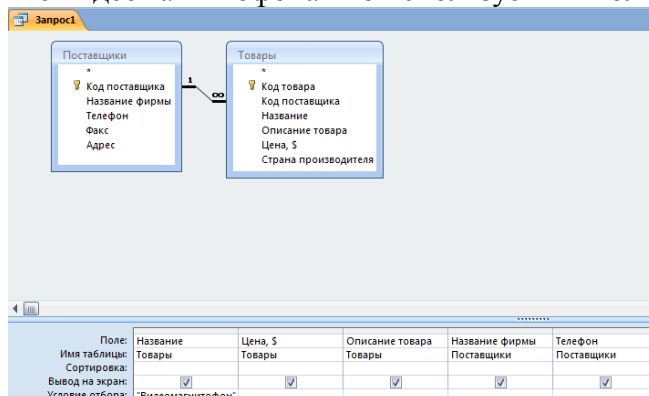 Запрос1
Поставщики
*
Код поставщика
Название фирмы
Телефон
Факс
Адрес
1
∞
Товары
*
Код товара
Код поставщика
Название
Описание товара
Цена, $
Страна производителя
Поле: Название Цена, $ Описание товара Название фирмы Телефон
Имя таблицы: Товары Товары Товары Поставщики Поставщики
Сортировка:
Вывод на экран:
Условие отбора: "Видеомагнитофон"